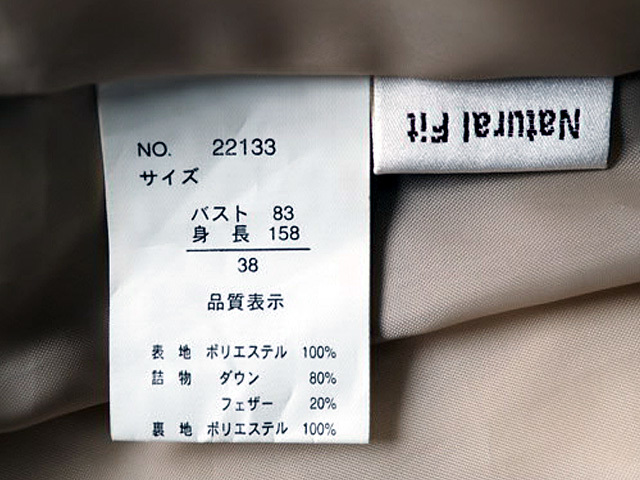 NO. 22133
サイズ
バスト 83
身 長 158
38
品質表示
表 地 ポリエステル 100%
詰 物 ダウン 80%
フェザー 20%
裏 地 ポリエステル 100%
Natural Fit